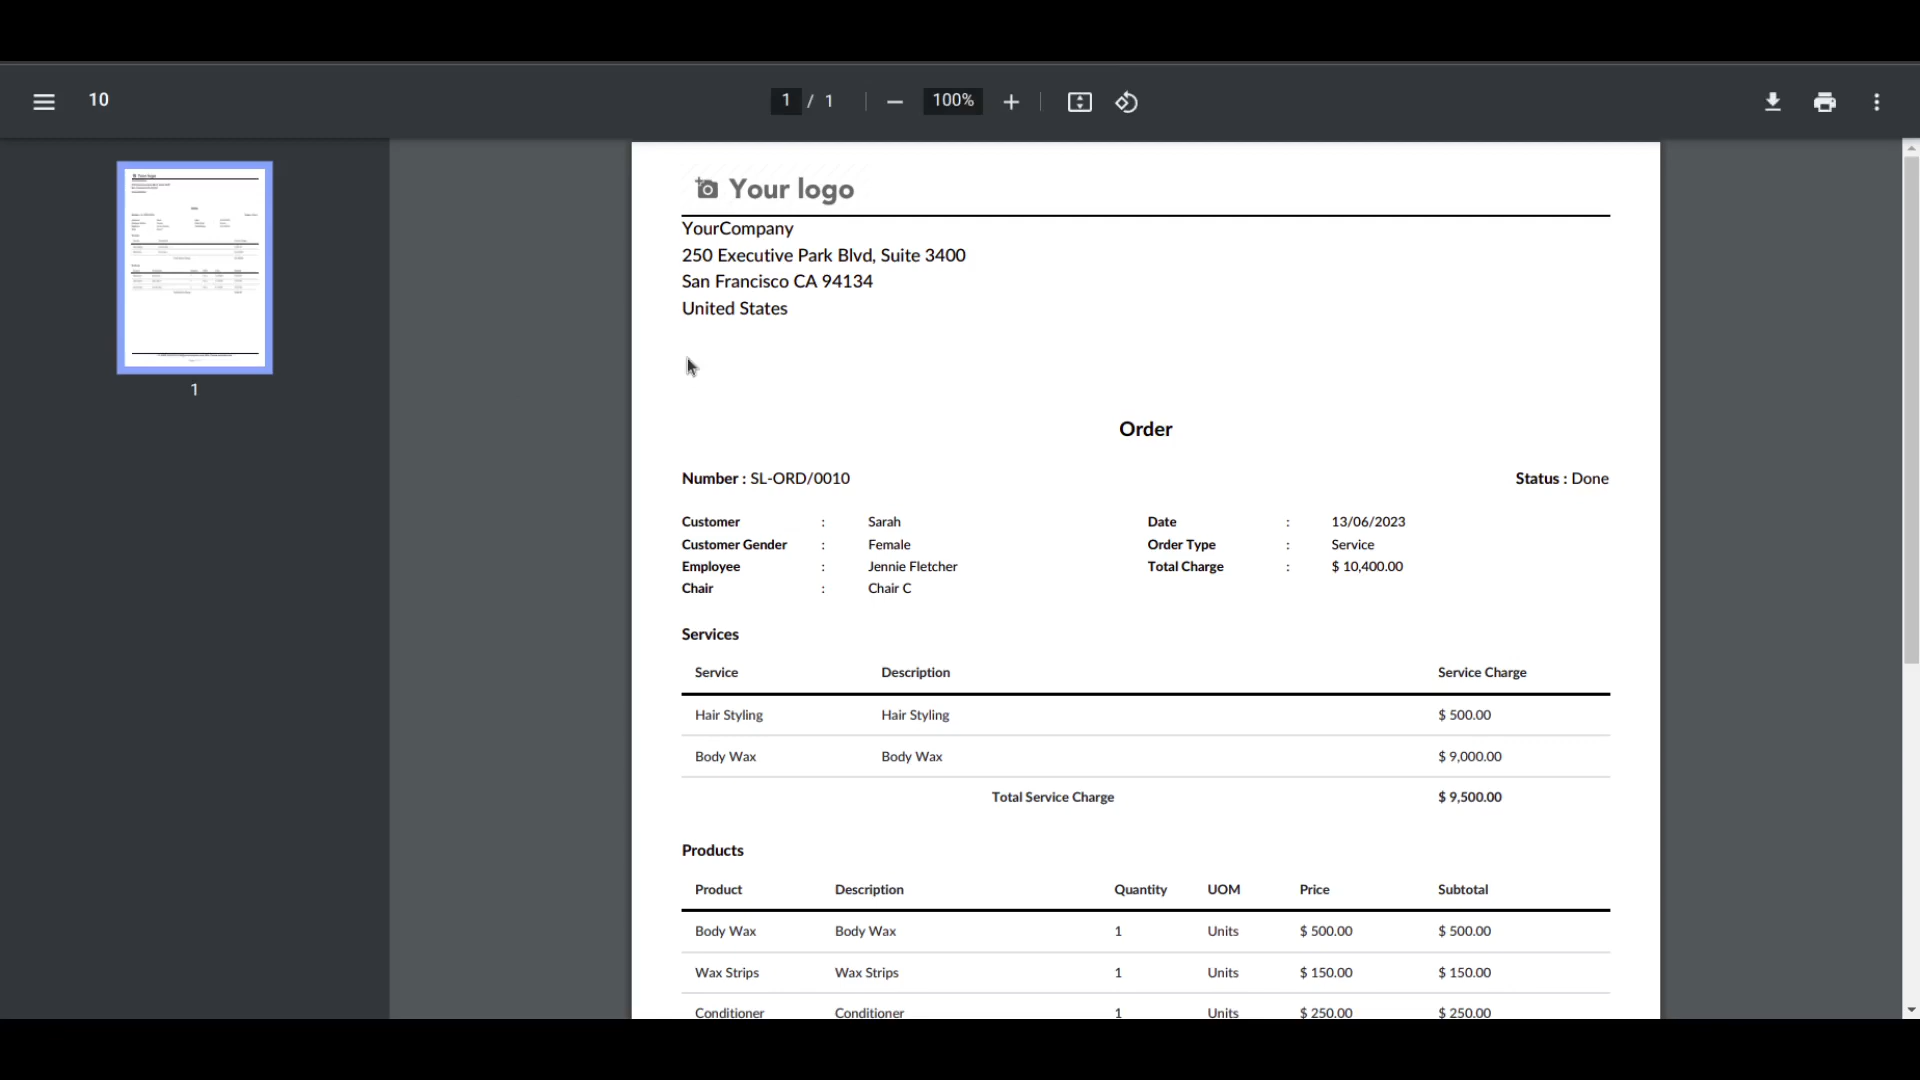 10
1 / 1
100%
1
Your logo
YourCompany
250 Executive Park Blvd, Suite 3400
San Francisco CA 94134
United States
Order
Number : SL-ORD/0010
Status : Done
Customer : Sarah
Date : 13/06/2023
Customer Gender : Female
Order Type : Service
Employee : Jennie Fletcher
Total Charge : $ 10,400.00
Chair : Chair C
Services
Service Description Service Charge
Hair Styling Hair Styling $ 500.00
Body Wax Body Wax $ 9,000.00
Total Service Charge $ 9,500.00
Products
Product Description Quantity UOM Price Subtotal
Body Wax Body Wax 1 Units $ 500.00 $ 500.00
Wax Strips Wax Strips 1 Units $ 150.00 $ 150.00
Conditioner Conditioner 1 Units $ 250.00 $ 250.00